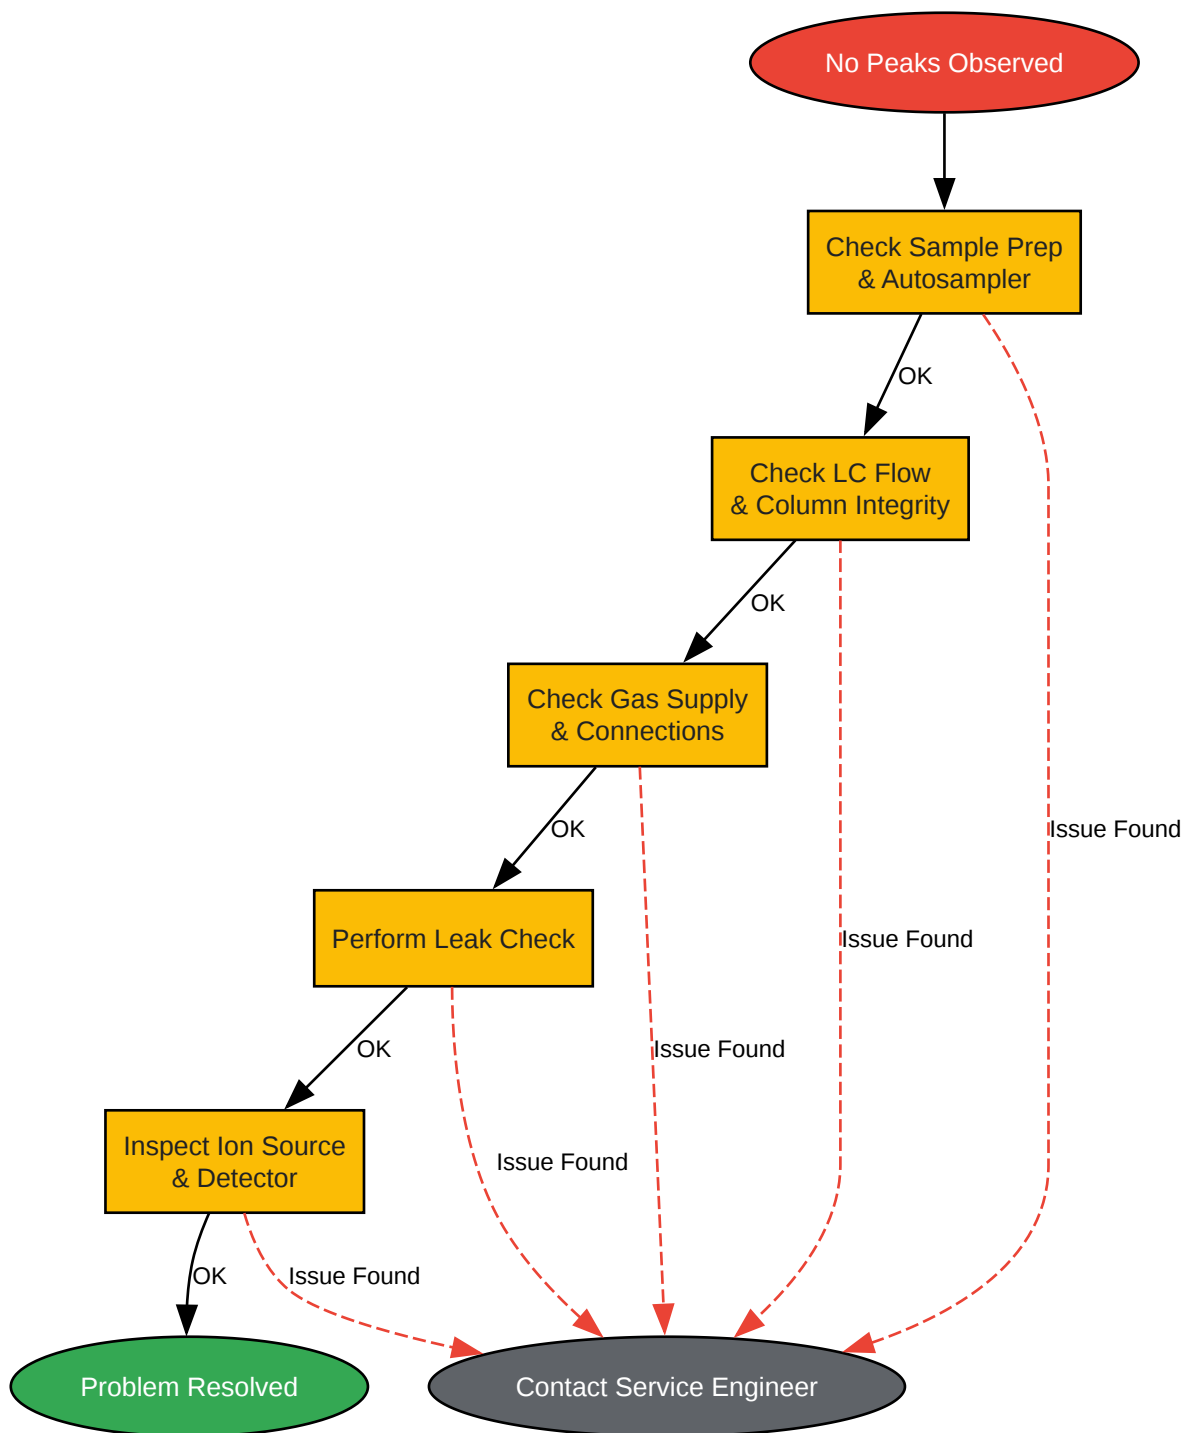 No Peaks Observed
Check Sample Prep
& Autosampler
OK
Check LC Flow
& Column Integrity
OK
Check Gas Supply
& Connections
OK
Issue Found
Perform Leak Check
Issue Found
OK
Issue Found
Inspect Ion Source
& Detector
Issue Found
OK
Issue Found
Problem Resolved
Contact Service Engineer